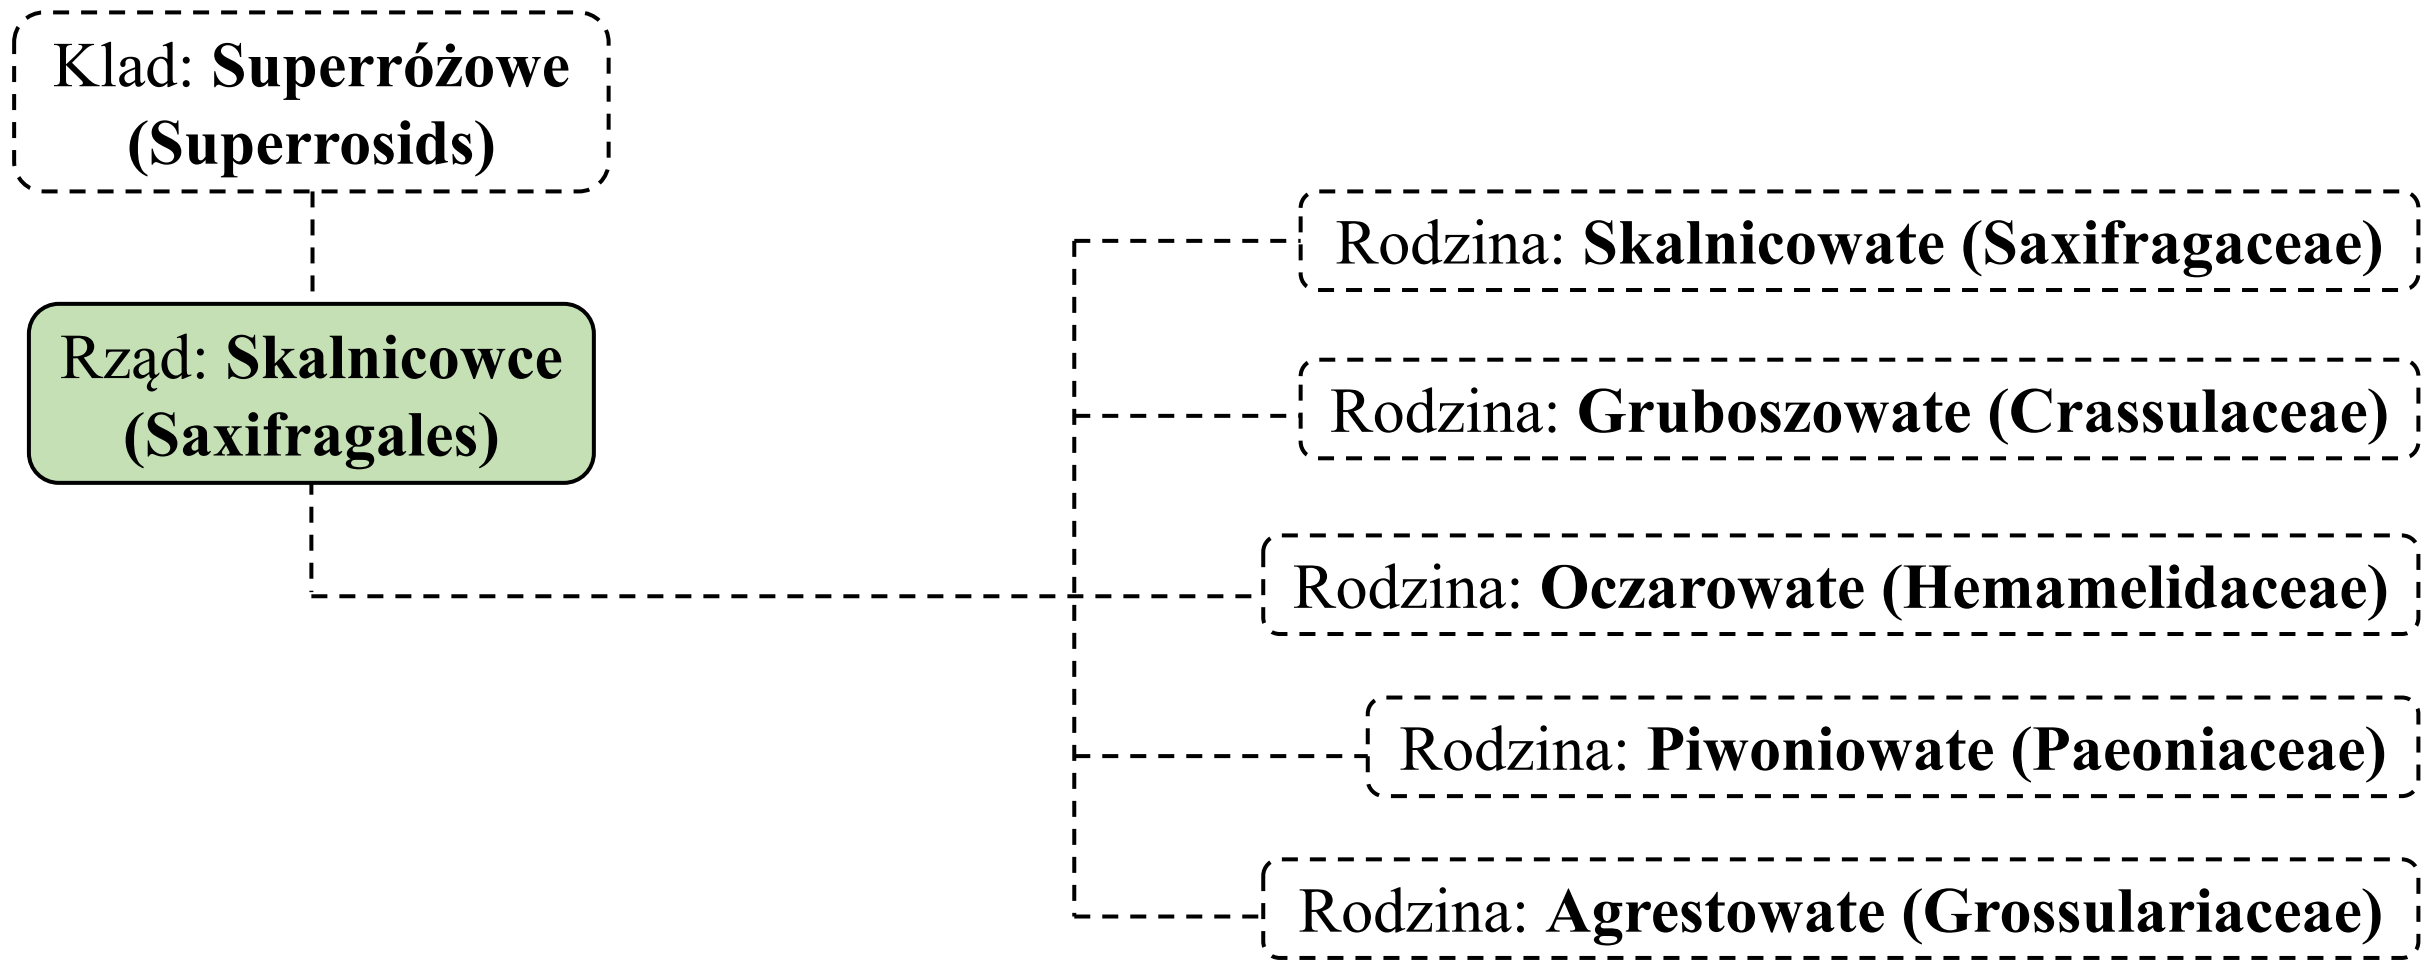 Klad: Superróżowe
(Superrosids)
Rząd: Skalnicowce
(Saxifragales)
Rodzina: Skalnicowate (Saxifragaceae)
Rodzina: Gruboszowate (Crassulaceae)
Rodzina: Oczarowate (Hemamelidaceae)
Rodzina: Piwoniowate (Paeoniaceae)
Rodzina: Agrestowate (Grossulariaceae)